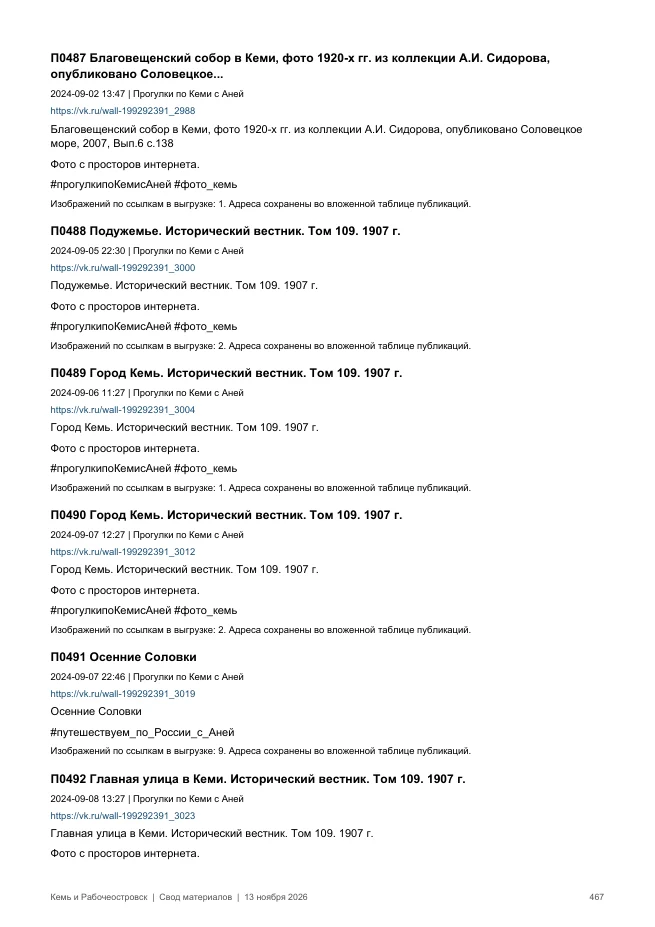 П0487 Благовещенский собор в Кеми, фото 1920-х гг. из коллекции А.И. Сидорова,
опубликовано Соловецкое...
2024-09-02 13:47 | Прогулки по Кеми с Аней
https://vk.ru/wall-199292391_2988
Благовещенский собор в Кеми, фото 1920-х гг. из коллекции А.И. Сидорова, опубликовано Соловецкое
море, 2007, Вып.6 с.138
Фото с просторов интернета.
#прогулкипоКемисАней #фото_кемь
Изображений по ссылкам в выгрузке: 1. Адреса сохранены во вложенной таблице публикаций.
П0488 Подужемье. Исторический вестник. Том 109. 1907 г.
2024-09-05 22:30 | Прогулки по Кеми с Аней
https://vk.ru/wall-199292391_3000
Подужемье. Исторический вестник. Том 109. 1907 г.
Фото с просторов интернета.
#прогулкипоКемисАней #фото_кемь
Изображений по ссылкам в выгрузке: 2. Адреса сохранены во вложенной таблице публикаций.
П0489 Город Кемь. Исторический вестник. Том 109. 1907 г.
2024-09-06 11:27 | Прогулки по Кеми с Аней
https://vk.ru/wall-199292391_3004
Город Кемь. Исторический вестник. Том 109. 1907 г.
Фото с просторов интернета.
#прогулкипоКемисАней #фото_кемь
Изображений по ссылкам в выгрузке: 1. Адреса сохранены во вложенной таблице публикаций.
П0490 Город Кемь. Исторический вестник. Том 109. 1907 г.
2024-09-07 12:27 | Прогулки по Кеми с Аней
https://vk.ru/wall-199292391_3012
Город Кемь. Исторический вестник. Том 109. 1907 г.
Фото с просторов интернета.
#прогулкипоКемисАней #фото_кемь
Изображений по ссылкам в выгрузке: 2. Адреса сохранены во вложенной таблице публикаций.
П0491 Осенние Соловки
2024-09-07 22:46 | Прогулки по Кеми с Аней
https://vk.ru/wall-199292391_3019
Осенние Соловки
#путешествуем_по_России_с_Аней
Изображений по ссылкам в выгрузке: 9. Адреса сохранены во вложенной таблице публикаций.
П0492 Главная улица в Кеми. Исторический вестник. Том 109. 1907 г.
2024-09-08 13:27 | Прогулки по Кеми с Аней
https://vk.ru/wall-199292391_3023
Главная улица в Кеми. Исторический вестник. Том 109. 1907 г.
Фото с просторов интернета.
Кемь и Рабочеостровск | Свод материалов | 13 ноября 2026 467